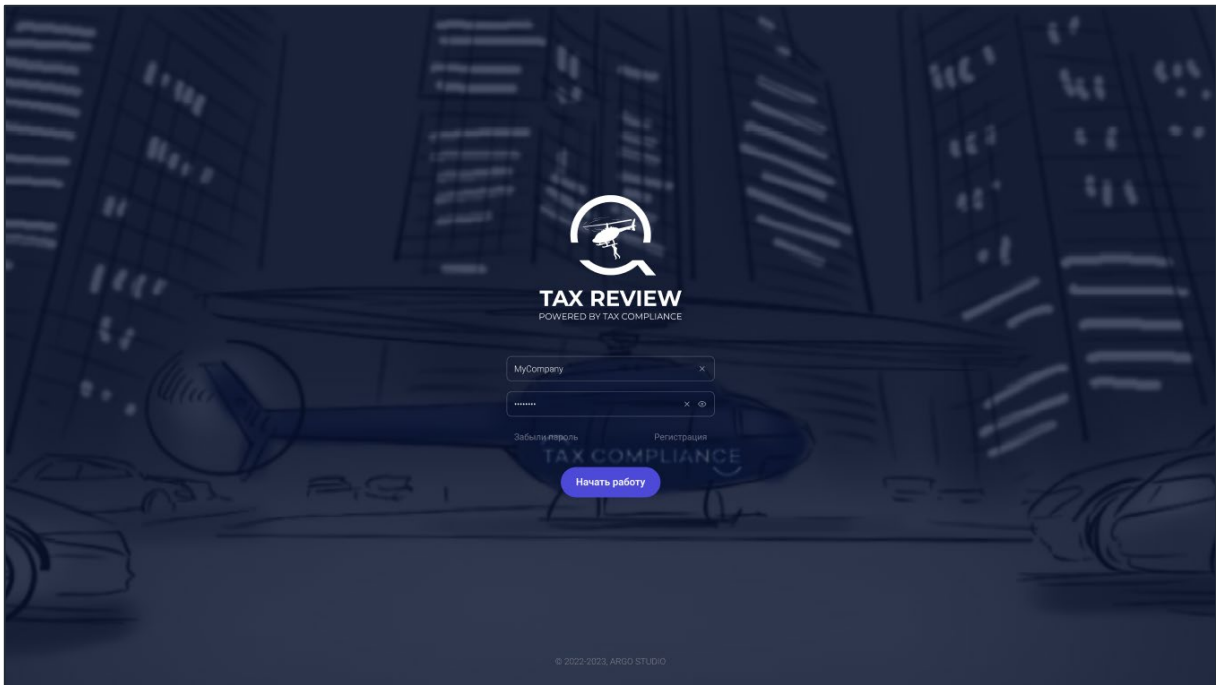 TAX REVIEW
POWERED BY TAX COMPLIANCE
MyCompany
••••••••
Забыли пароль Регистрация
TAX COMPLIANCE
Начать работу
© 2022-2023, ARGO STUDIO